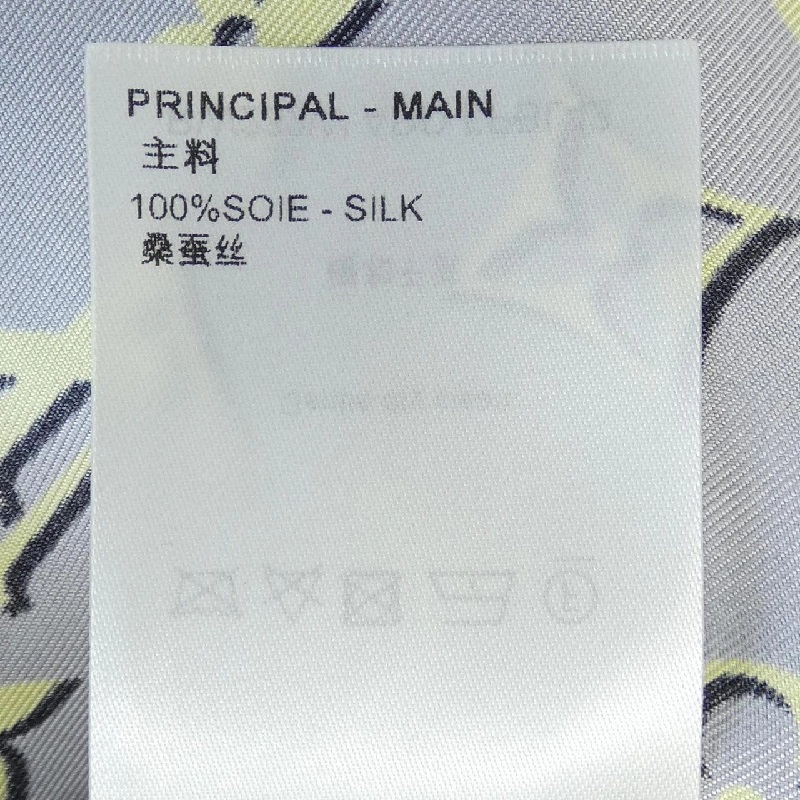 PRINCIPAL - MAIN
主料
100%SOIE - SILK
桑蚕丝